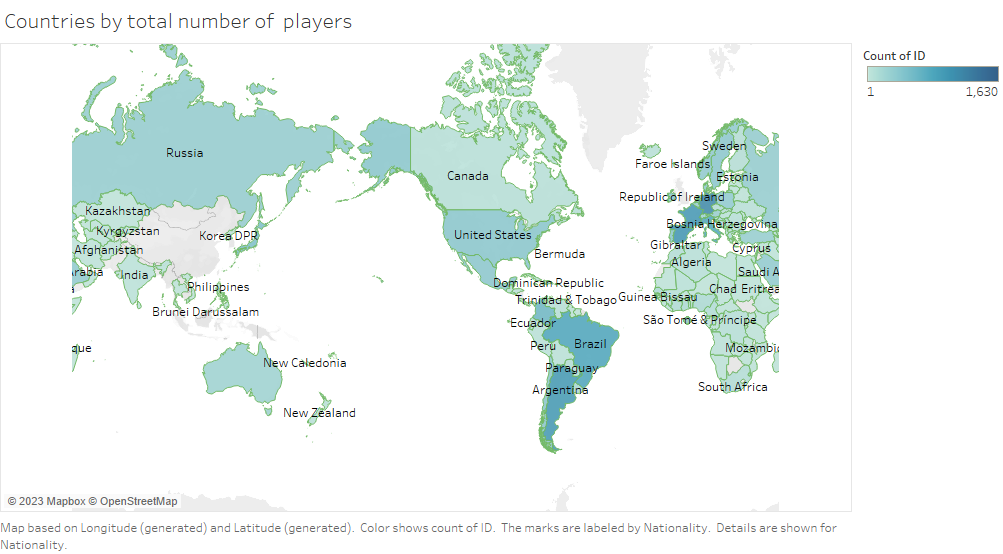 Countries by total number of players
Count of ID
1 1,630
Sweden
Russia
Faroe Islands
Canada
Estonia
Republic of Ireland
Kazakhstan
Bosnia Herzegovina
Kyrgyzstan
Korea DPR
United States
Gibraltar
Afghanistan
Cyprus
Bermuda
Algeria
rabia
India
Saudi A
Dominican Republic
Philippines
Chad Eritrea
Trinidad & Tobago
Guinea Bissau
Brunei Darussalam
São Tomé & Príncipe
Ecuador
Brazil
Peru
que
Mozambi
New Caledonia
Paraguay
South Africa
Argentina
New Zealand
© 2023 Mapbox © OpenStreetMap
Map based on Longitude (generated) and Latitude (generated). Color shows count of ID. The marks are labeled by Nationality. Details are shown for
Nationality.